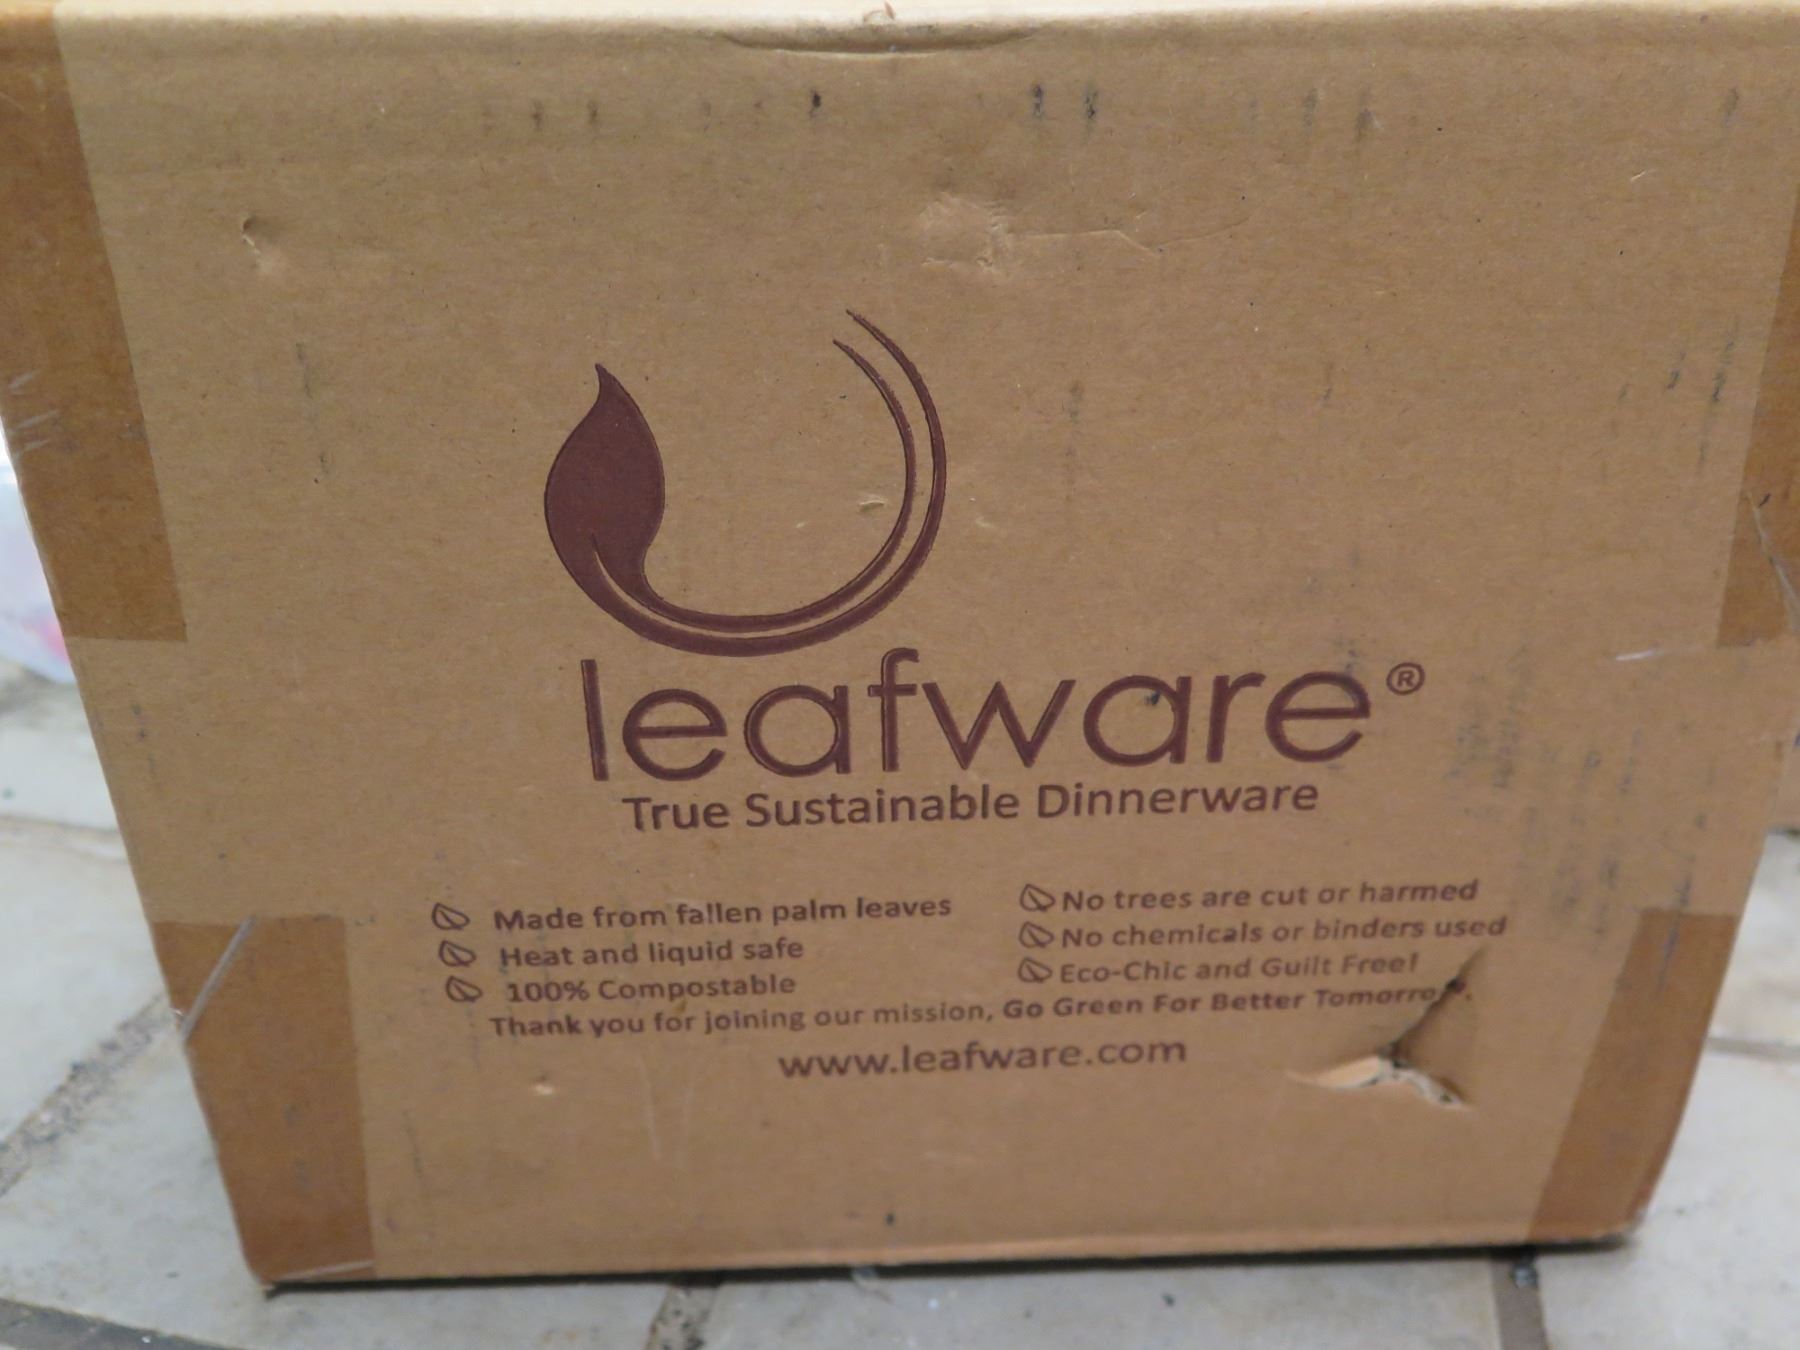 leafware®
True Sustainable Dinnerware
Made from fallen palm leaves
Heat and liquid safe
100% Compostable
No trees are cut or harmed
No chemicals or binders used
Eco-Chic and Guilt Free!
Thank you for joining our mission, Go Green For Better Tomorrow.
www.leafware.com